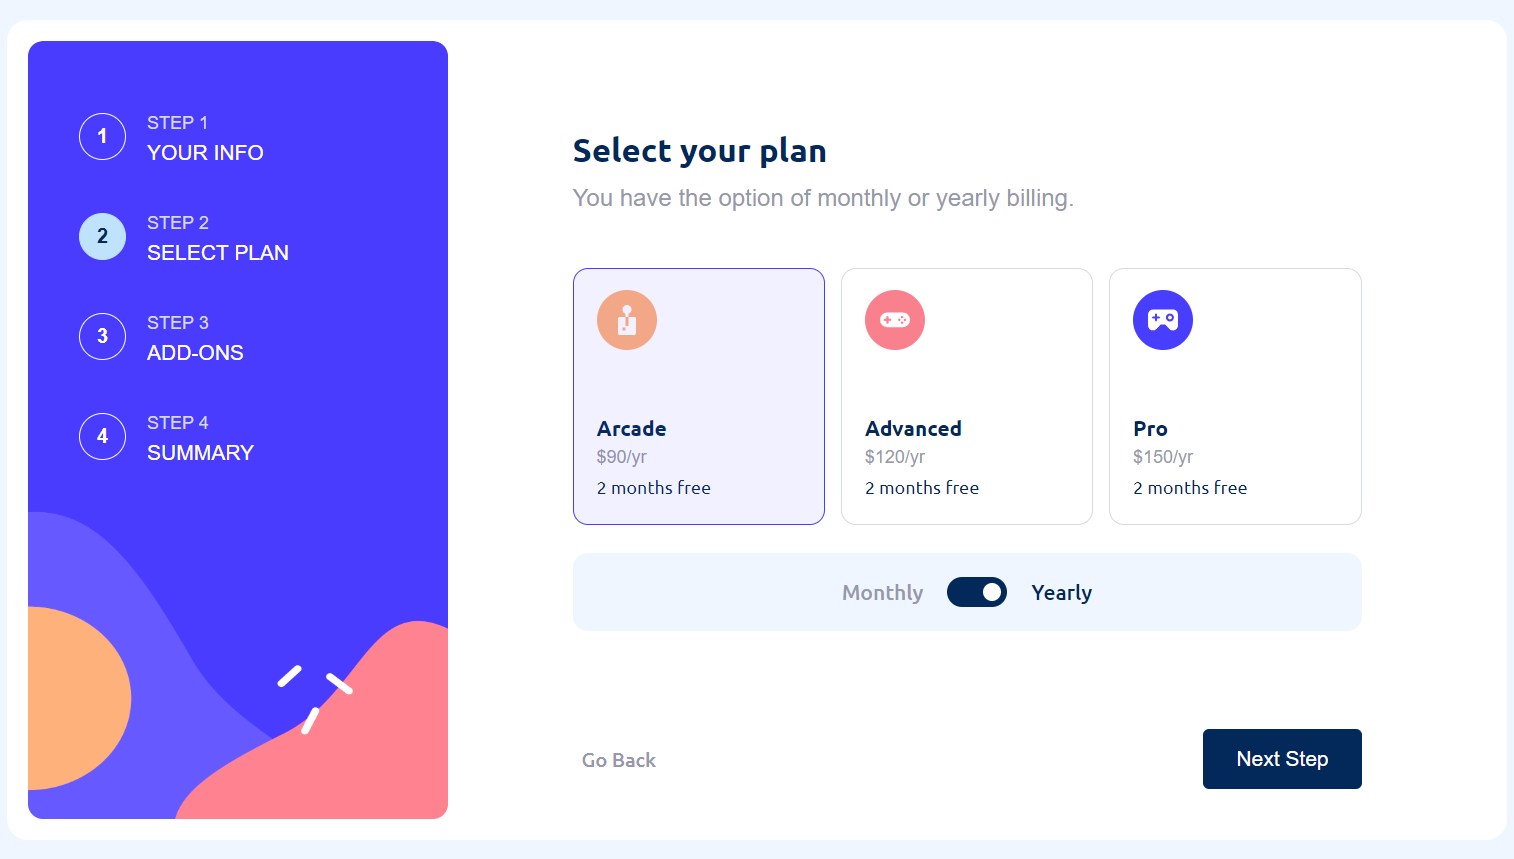 1
STEP 1
YOUR INFO
2
STEP 2
SELECT PLAN
3
STEP 3
ADD-ONS
4
STEP 4
SUMMARY
Select your plan
You have the option of monthly or yearly billing.
Arcade
$90/yr
2 months free
Advanced
$120/yr
2 months free
Pro
$150/yr
2 months free
Monthly
Yearly
Go Back
Next Step